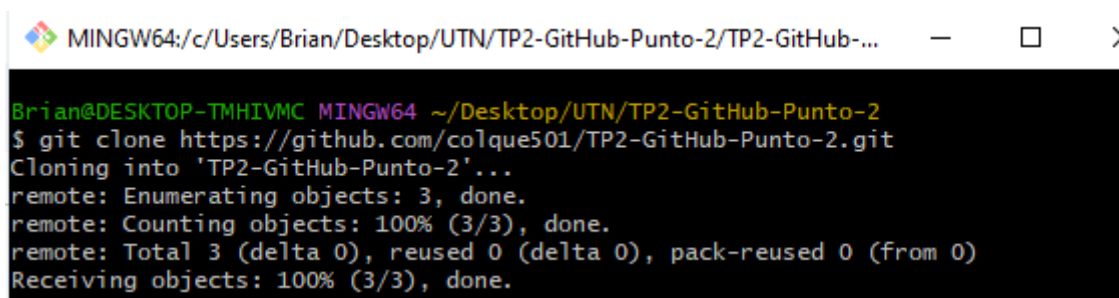 MINGW64:/c/Users/Brian/Desktop/UTN/TP2-GitHub-Punto-2/TP2-GitHub-...
Brian@DESKTOP-TMHIVMC MINGW64 ~/Desktop/UTN/TP2-GitHub-Punto-2
$ git clone https://github.com/colque501/TP2-GitHub-Punto-2.git
Cloning into 'TP2-GitHub-Punto-2'...
remote: Enumerating objects: 3, done.
remote: Counting objects: 100% (3/3), done.
remote: Total 3 (delta 0), reused 0 (delta 0), pack-reused 0 (from 0)
Receiving objects: 100% (3/3), done.